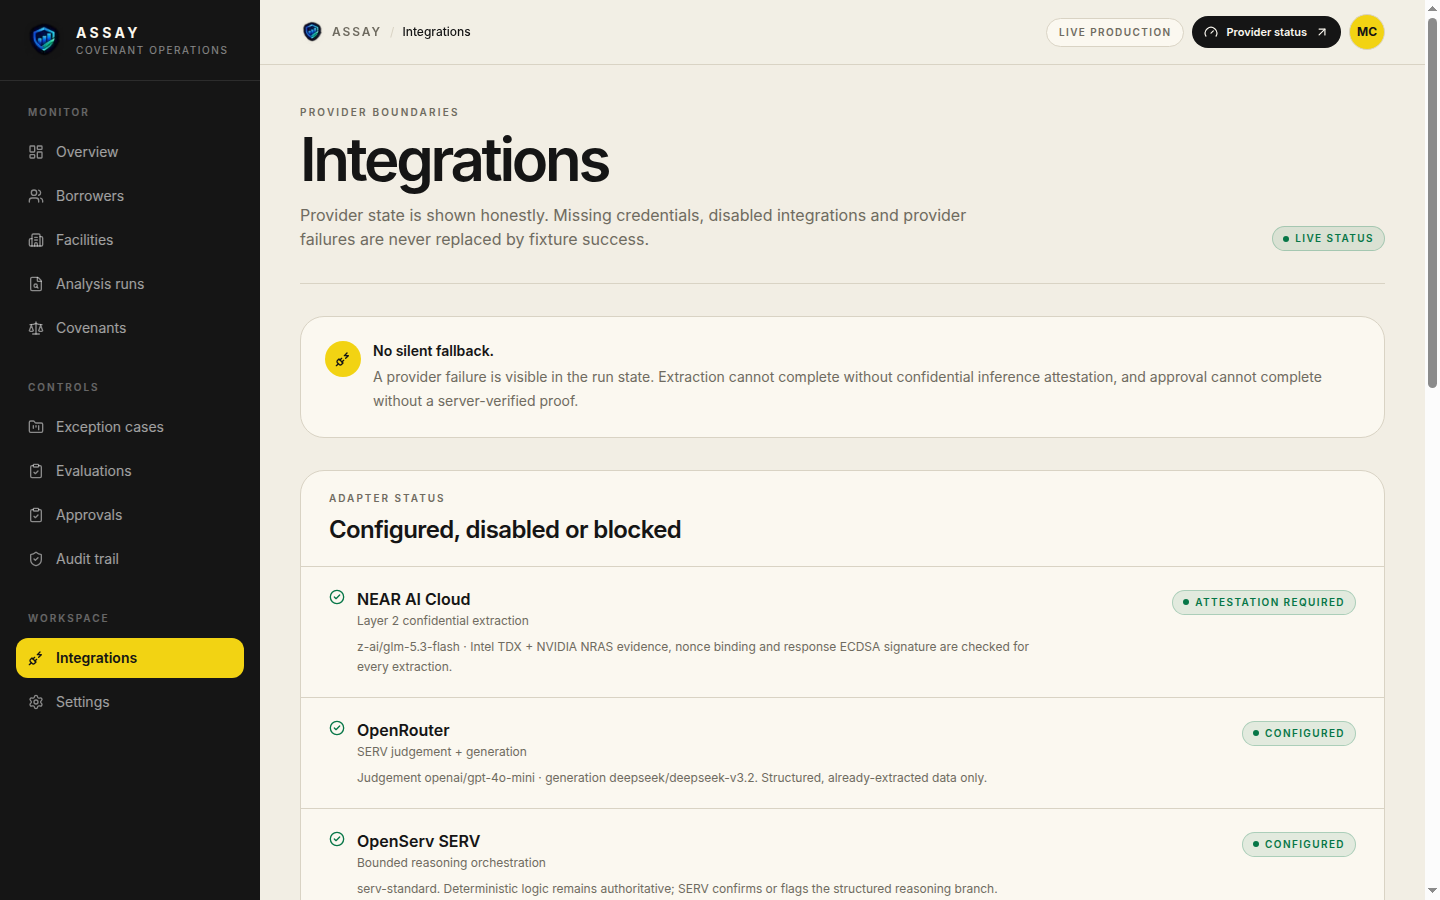 ASSAY
COVENANT OPERATIONS
MONITOR
Overview
Borrowers
Facilities
Analysis runs
Covenants
CONTROLS
Exception cases
Evaluations
Approvals
Audit trail
WORKSPACE
Integrations
Settings
ASSAY / Integrations
LIVE PRODUCTION
Provider status
MC
PROVIDER BOUNDARIES
Integrations
Provider state is shown honestly. Missing credentials, disabled integrations and provider
failures are never replaced by fixture success.
LIVE STATUS
No silent fallback.
A provider failure is visible in the run state. Extraction cannot complete without confidential inference attestation, and approval cannot complete
without a server-verified proof.
ADAPTER STATUS
Configured, disabled or blocked
NEAR AI Cloud
ATTESTATION REQUIRED
Layer 2 confidential extraction
z-ai/glm-5.3-flash · Intel TDX + NVIDIA NRAS evidence, nonce binding and response ECDSA signature are checked for
every extraction.
OpenRouter
CONFIGURED
SERV judgement + generation
Judgement openai/gpt-4o-mini · generation deepseek/deepseek-v3.2. Structured, already-extracted data only.
OpenServ SERV
CONFIGURED
Bounded reasoning orchestration
serv-standard. Deterministic logic remains authoritative; SERV confirms or flags the structured reasoning branch.